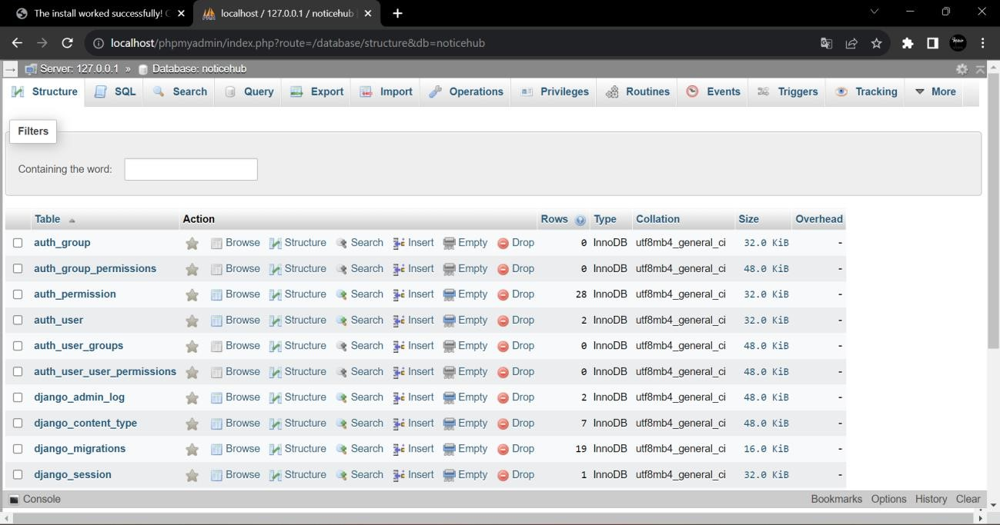 The install worked successfully!
localhost / 127.0.0.1 / noticehub
localhost/phpmyadmin/index.php?route=/database/structure&db=noticehub
Server: 127.0.0.1 » Database: noticehub
Structure SQL Search Query Export Import Operations Privileges Routines Events Triggers Tracking More
Filters
Containing the word:
Table Action Rows Type Collation Size Overhead
auth_group Browse Structure Search Insert Empty Drop 0 InnoDB utf8mb4_general_ci 32.0 KiB -
auth_group_permissions Browse Structure Search Insert Empty Drop 0 InnoDB utf8mb4_general_ci 48.0 KiB -
auth_permission Browse Structure Search Insert Empty Drop 28 InnoDB utf8mb4_general_ci 32.0 KiB -
auth_user Browse Structure Search Insert Empty Drop 2 InnoDB utf8mb4_general_ci 32.0 KiB -
auth_user_groups Browse Structure Search Insert Empty Drop 0 InnoDB utf8mb4_general_ci 48.0 KiB -
auth_user_user_permissions Browse Structure Search Insert Empty Drop 0 InnoDB utf8mb4_general_ci 48.0 KiB -
django_admin_log Browse Structure Search Insert Empty Drop 2 InnoDB utf8mb4_general_ci 48.0 KiB -
django_content_type Browse Structure Search Insert Empty Drop 7 InnoDB utf8mb4_general_ci 48.0 KiB -
django_migrations Browse Structure Search Insert Empty Drop 19 InnoDB utf8mb4_general_ci 16.0 KiB -
django_session Browse Structure Search Insert Empty Drop 1 InnoDB utf8mb4_general_ci 32.0 KiB -
Console Bookmarks Options History Clear